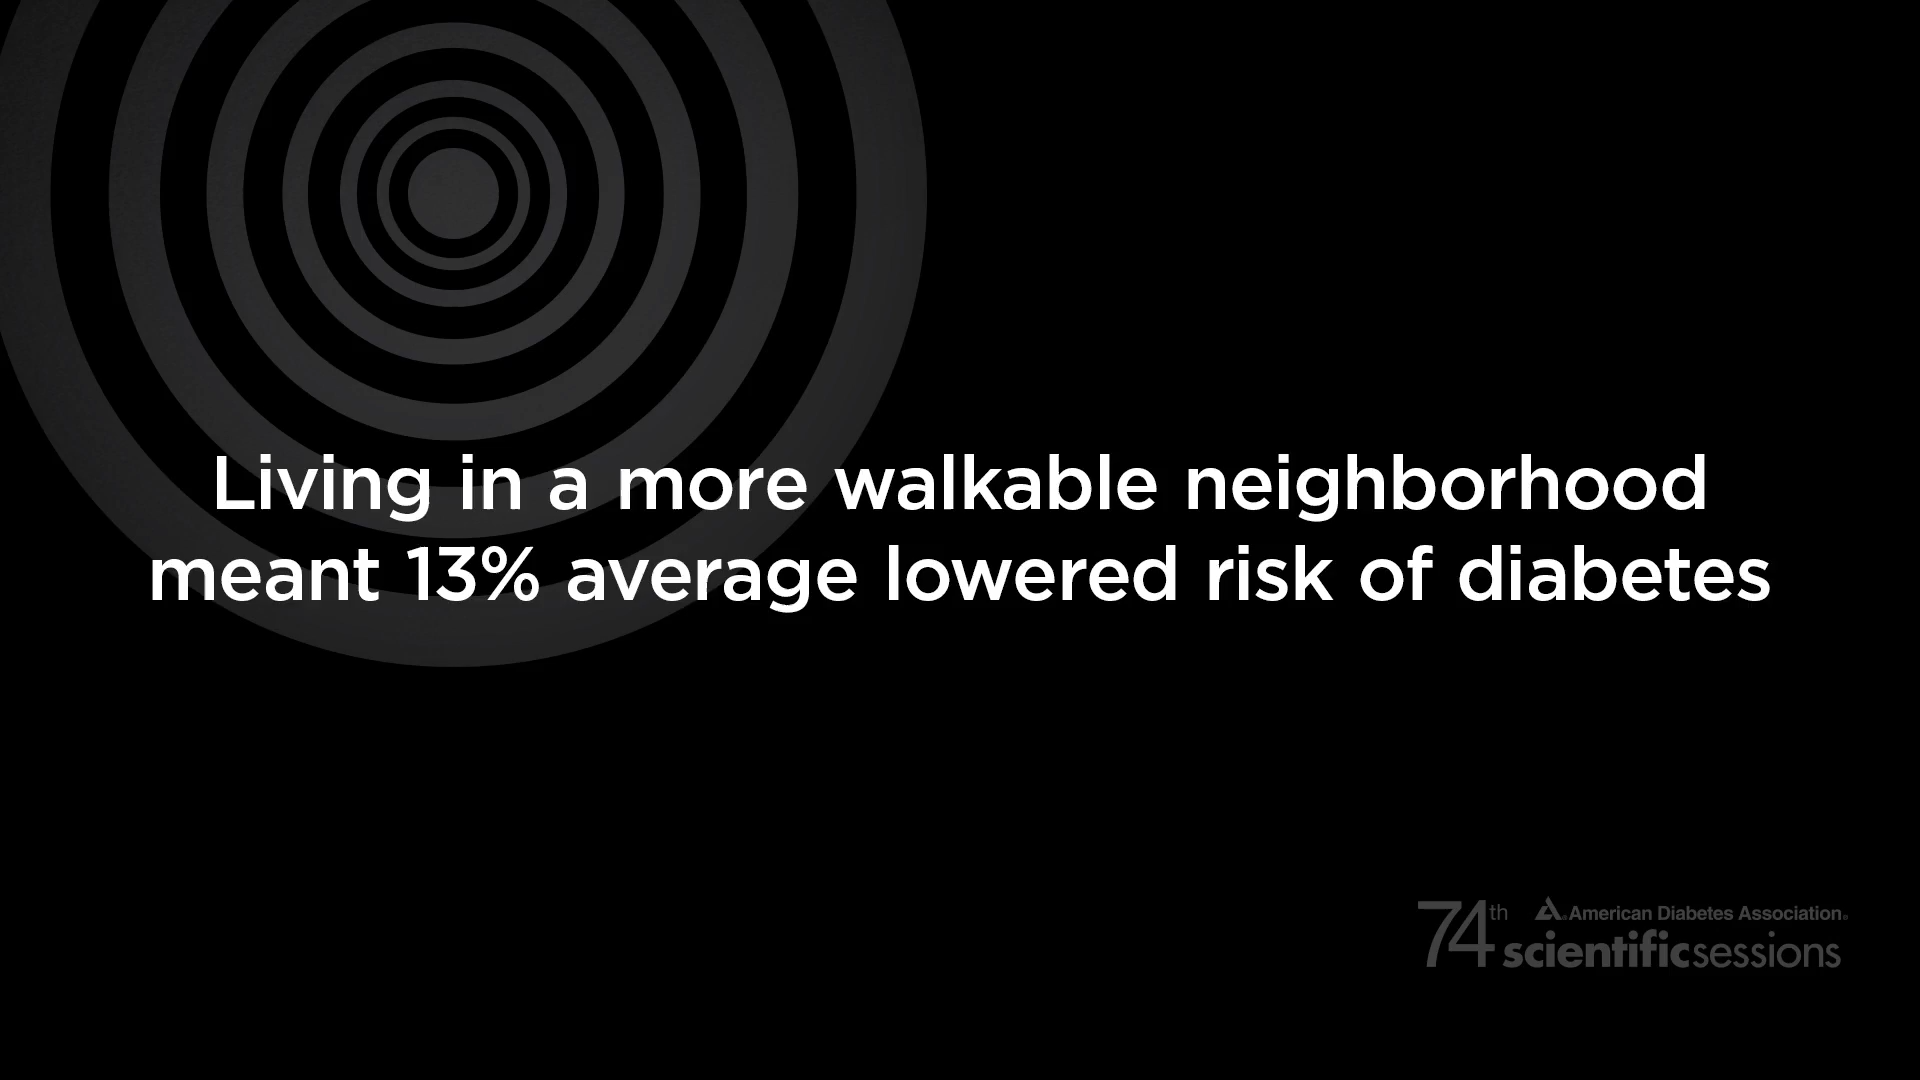 Living in a more walkable neighborhood
meant 13% average lowered risk of diabetes
74th American Diabetes Association®
scientificsessions